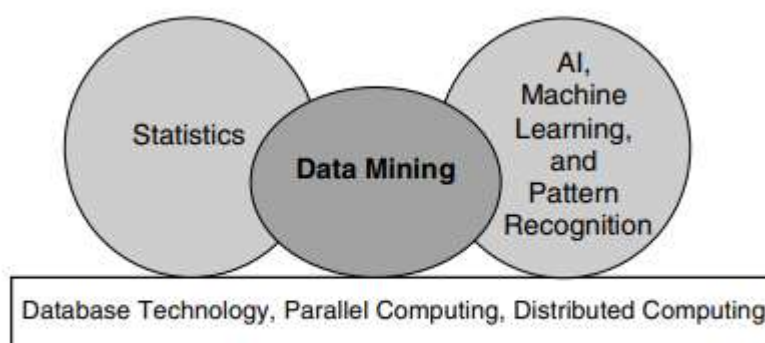 Statistics
Data Mining
AI,
Machine
Learning,
and
Pattern
Recognition
Database Technology, Parallel Computing, Distributed Computing